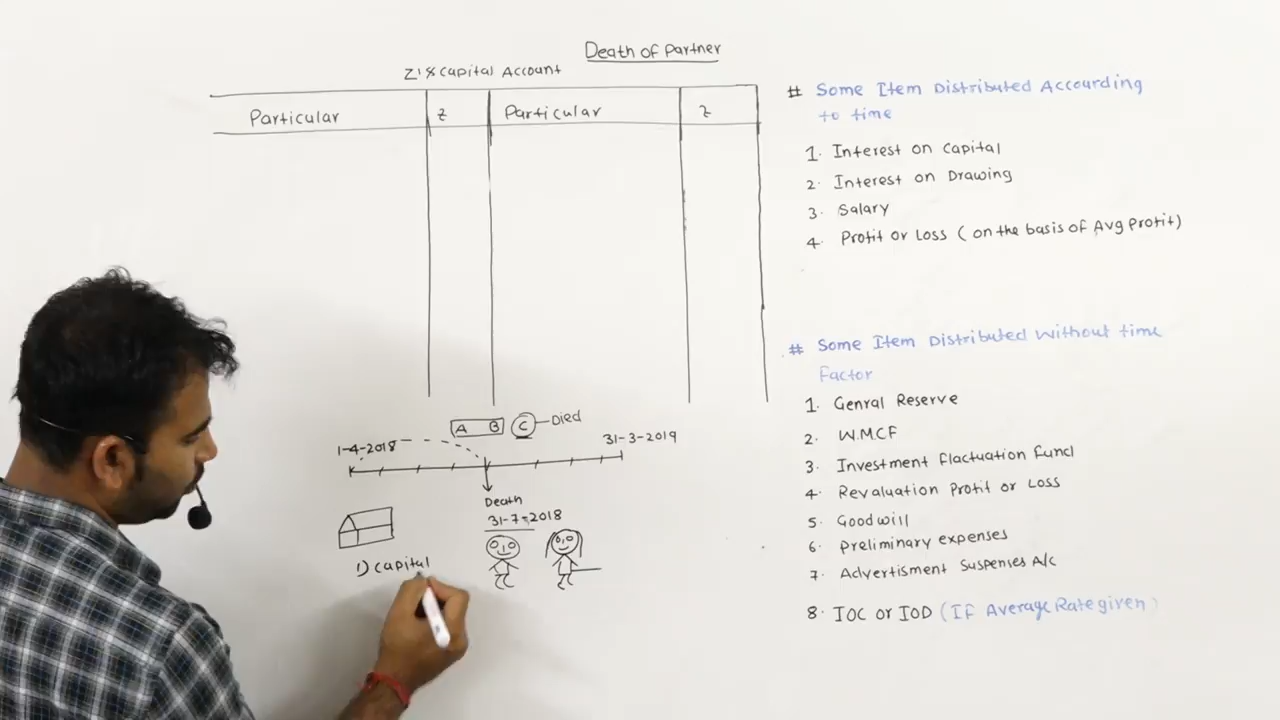 Death of Partner
Z's Capital Account
Particular Z Particular Z
A B C Died
1-4-2018 31-3-2019
Death
31-7-2018
1) Capital
# Some Item Distributed Accourding
to time
1. Interest on Capital
2. Interest on Drawing
3. Salary
4. Profit or Loss (on the basis of Avg Profit)
# Some Item Distributed Without time
Factor
1. Genral Reserve
2. W.M.C.F
3. Investment Flactuation Fund
4. Revaluation Profit or Loss
5. Goodwill
6. Preliminary expenses
7. Advertisment Suspenses A/c
8. IOC or IOD (If Average Rate given)